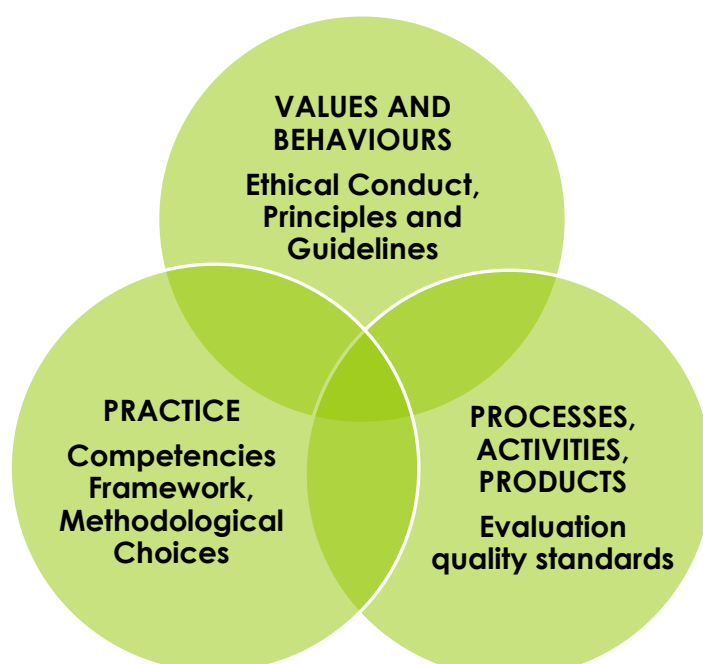 VALUES AND
BEHAVIOURS
Ethical Conduct,
Principles and
Guidelines
PRACTICE
Competencies
Framework,
Methodological
Choices
PROCESSES,
ACTIVITIES,
PRODUCTS
Evaluation
quality standards